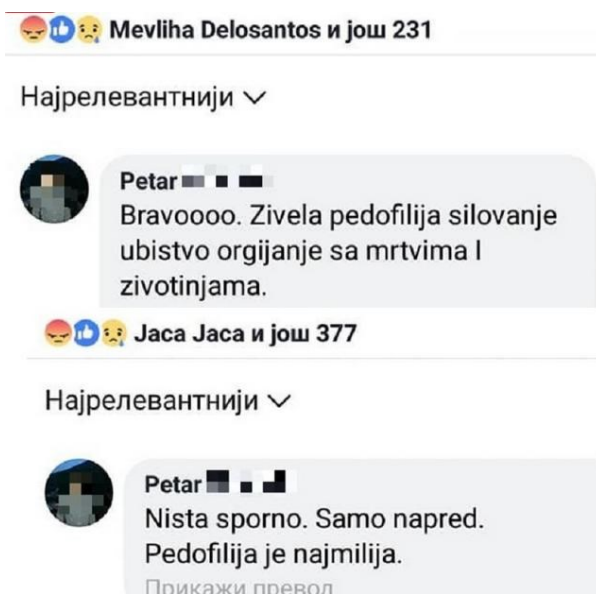 Mevliha Delosantos и још 231
Најрелевантнији
Petar
Bravoooo. Zivela pedofilija silovanje
ubistvo orgijanje sa mrtvima I
zivotinjama.
Jaca Jaca и још 377
Најрелевантнији
Petar
Nista sporno. Samo napred.
Pedofilija je najmilija.
Прикажи превод